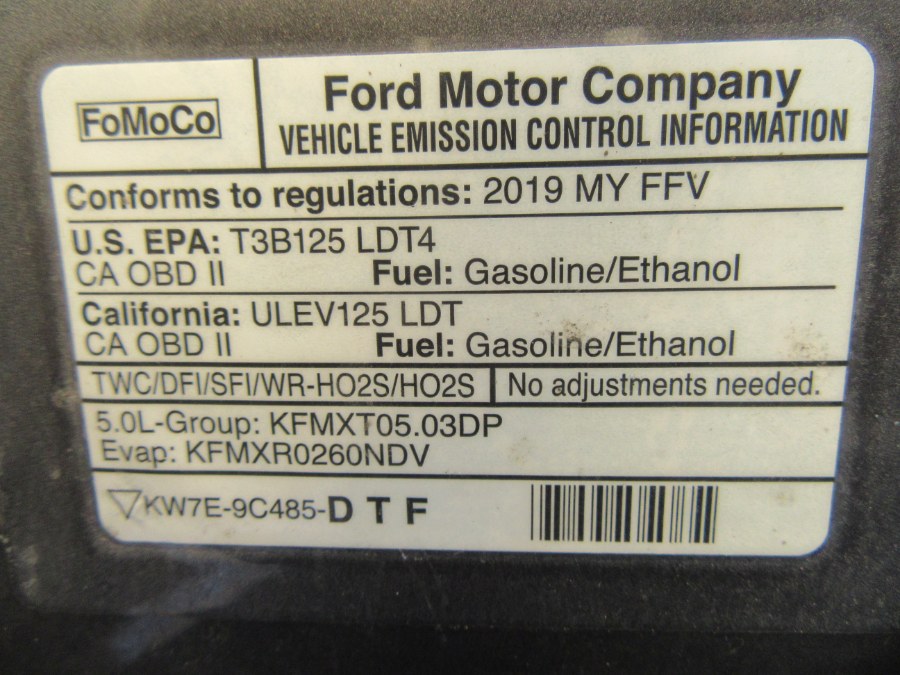 FoMoCo
Ford Motor Company
VEHICLE EMISSION CONTROL INFORMATION
Conforms to regulations: 2019 MY FFV
U.S. EPA: T3B125 LDT4
CA OBD II Fuel: Gasoline/Ethanol
California: ULEV125 LDT
CA OBD II Fuel: Gasoline/Ethanol
TWC/DFI/SFI/WR-HO2S/HO2S No adjustments needed.
5.0L-Group: KFMXT05.03DP
Evap: KFMXR0260NDV
KW7E-9C485-D T F